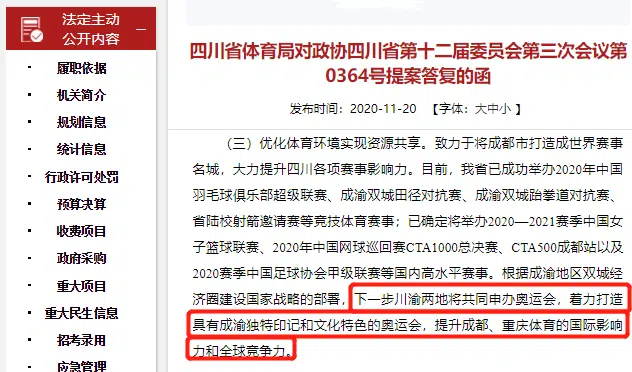 法定主动
公开内容
履职依据
机关简介
规划信息
统计信息
行政许可处罚
预算决算
收费项目
政府采购
重大项目
重大民生信息
招考录用
应急管理
四川省体育局对政协四川省第十二届委员会第三次会议第
0364号提案答复的函
发布时间：2020-11-20 【字体：大中小 】
（三）优化体育环境实现资源共享。致力于将成都市打造成世界赛事
名城，大力提升四川各项赛事影响力。目前，我省已成功举办2020年中国
羽毛球俱乐部超级联赛、成渝双城田径对抗赛、成渝双城跆拳道对抗赛、
省陆校射箭邀请赛等竞技体育赛事；已确定将举办2020—2021赛季中国女
子篮球联赛、2020年中国网球巡回赛CTA1000总决赛、CTA500成都站以及
2020赛季中国足球协会甲级联赛等国内高水平赛事。根据成渝地区双城经
济圈建设国家战略的部署，下一步川渝两地将共同申办奥运会，着力打造
具有成渝独特印记和文化特色的奥运会，提升成都、重庆体育的国际影响
力和全球竞争力。